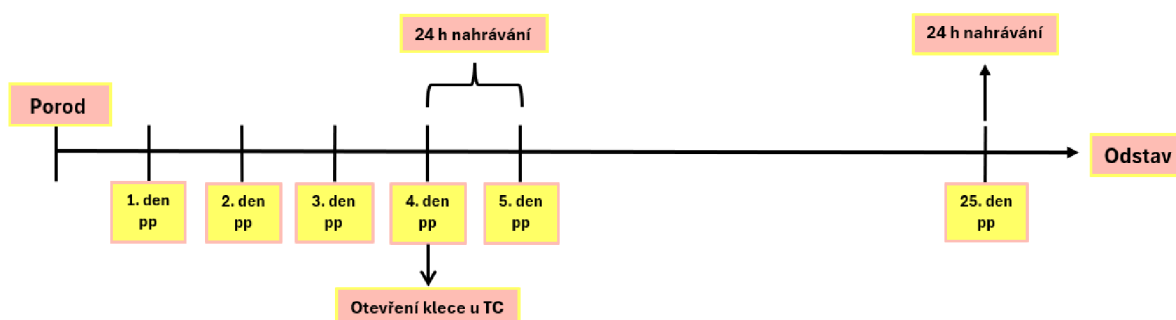 24 h nahrávání
24 h nahrávání
Porod
Odstav
1. den
pp
2. den
pp
3. den
pp
4. den
pp
5. den
pp
25. den
pp
Otevření klece u TC